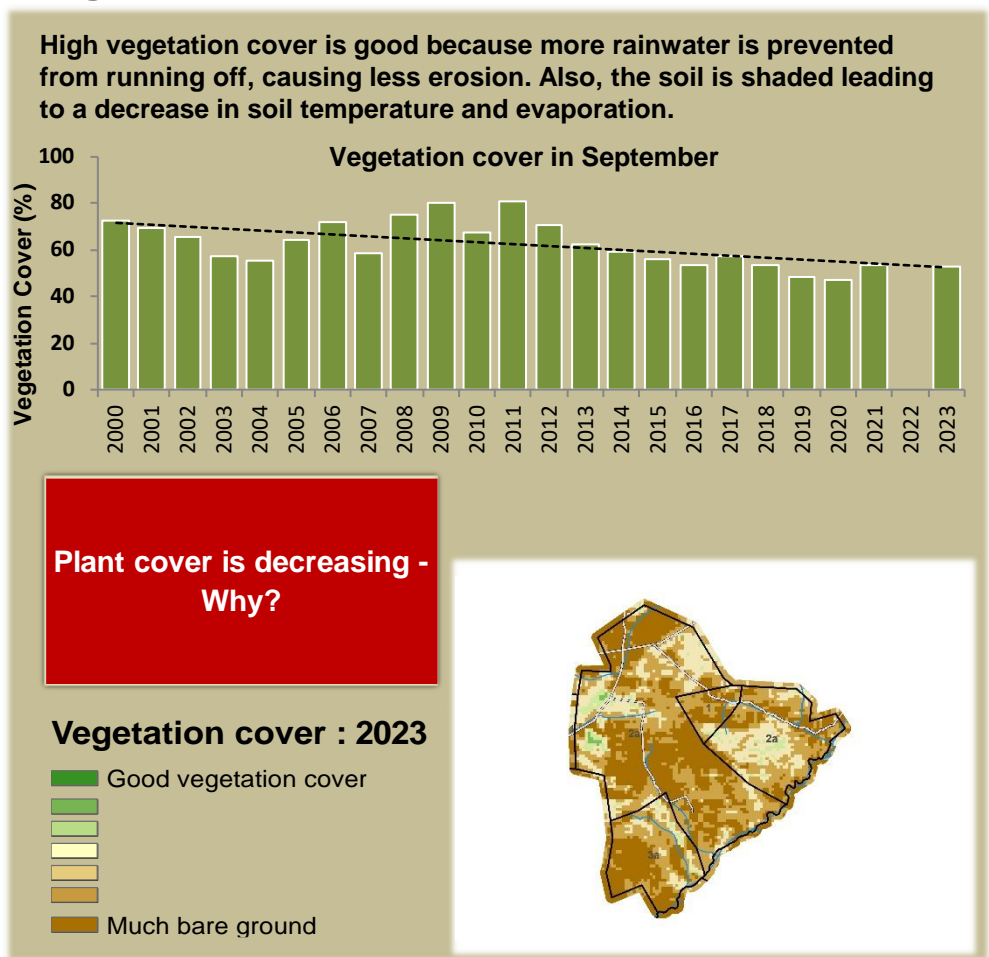 High vegetation cover is good because more rainwater is prevented
from running off, causing less erosion. Also, the soil is shaded leading
to a decrease in soil temperature and evaporation.
Vegetation cover in September
Vegetation Cover (%)
100
80
60
40
20
0
2000
2001
2002
2003
2004
2005
2006
2007
2008
2009
2010
2011
2012
2013
2014
2015
2016
2017
2018
2019
2020
2021
2022
2023
Plant cover is decreasing -
Why?
Vegetation cover : 2023
Good vegetation cover
Much bare ground
1
2a
2a
3a